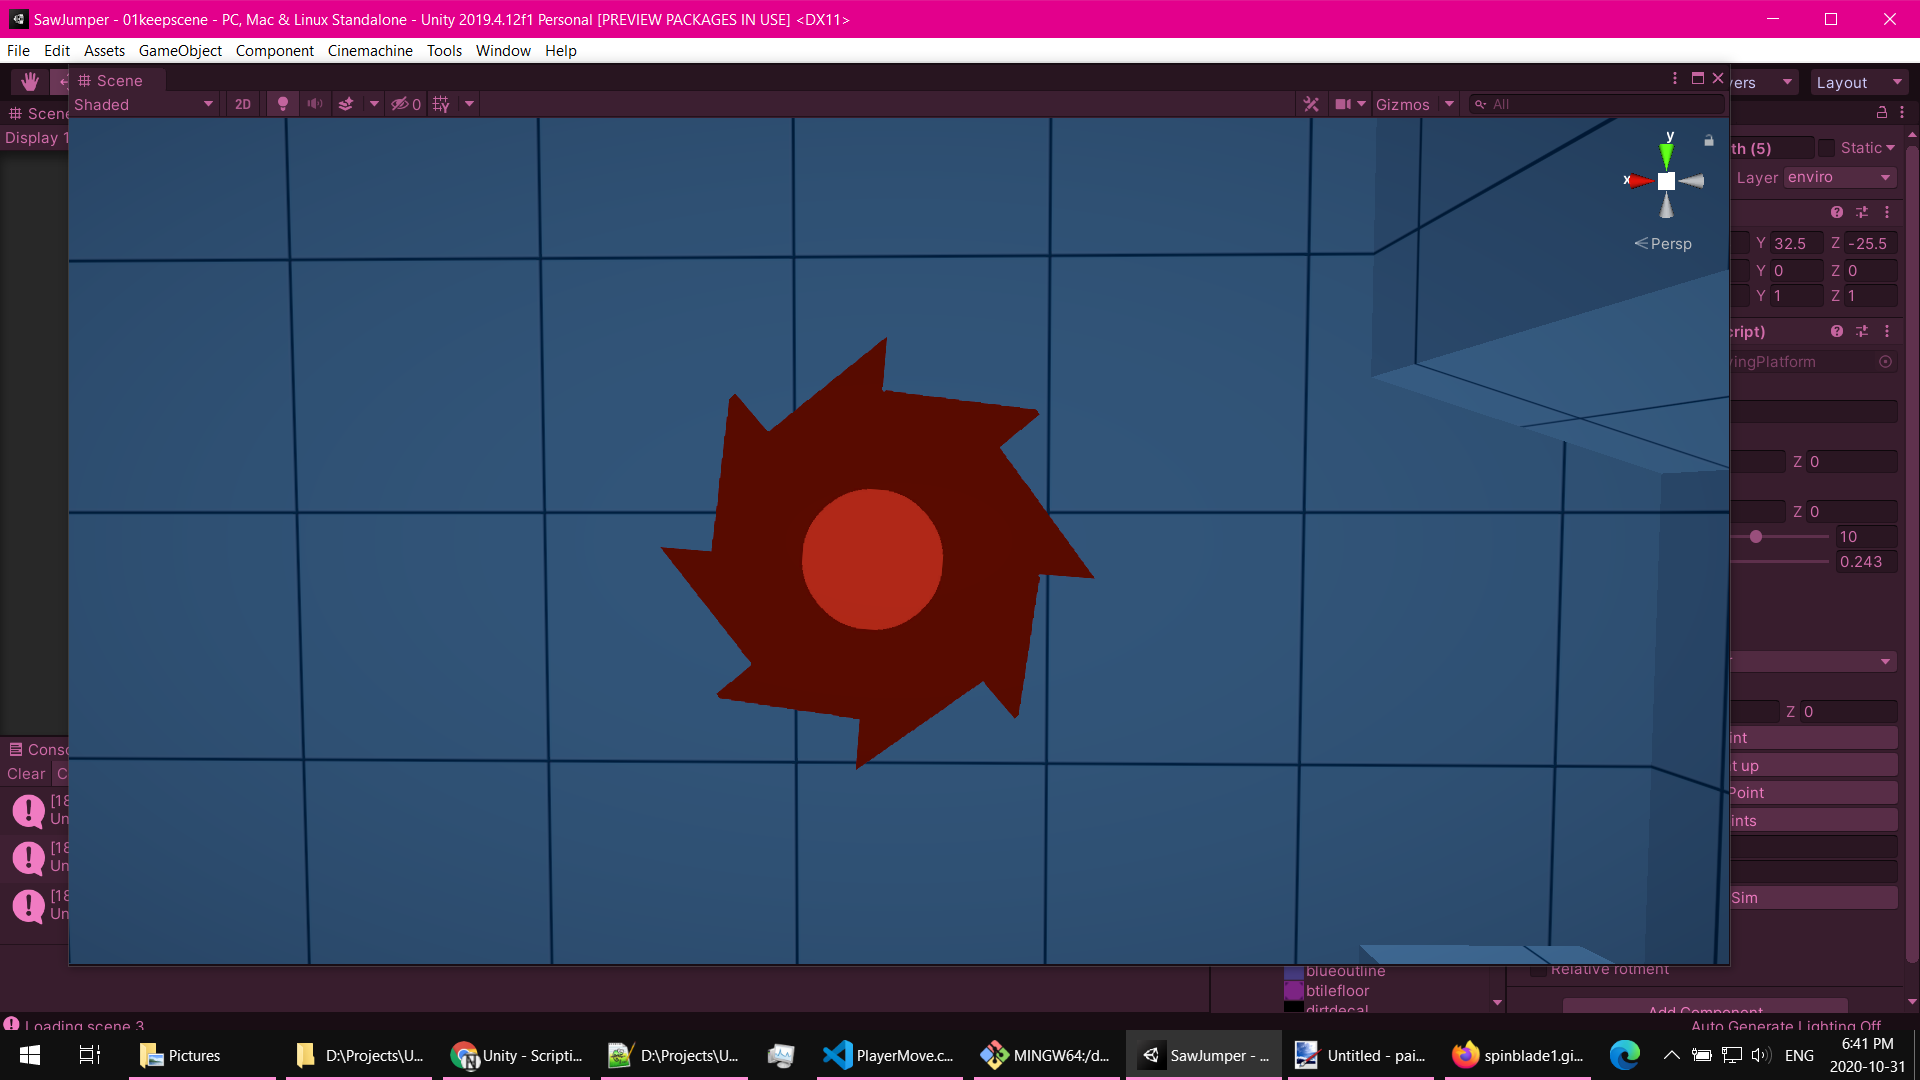 SawJumper - 01keepscene - PC, Mac & Linux Standalone - Unity 2019.4.12f1 Personal [PREVIEW PACKAGES IN USE] <DX11>
File Edit Assets GameObject Component Cinemachine Tools Window Help
Scene
Layout
Shaded 2D 0 Gizmos All
Scene
Display 1
y
x
Persp
th (5) Static
Layer enviro
Y 32.5 Z -25.5
Y 0 Z 0
Y 1 Z 1
cript)
vingPlatform
Z 0
Z 0
10
0.243
Z 0
int
t up
Point
ints
Sim
Clear
[18
Un
[18
Un
[18
Un
blueoutline
btilefloor
dirtdecal
Relative rotment
Add Component
Loading scene 3
Auto Generate Lighting Off
Pictures
D:\Projects\U...
Unity - Scripti...
D:\Projects\U...
PlayerMove.c...
MINGW64:/d...
SawJumper - ...
Untitled - pai...
spinblade1.gi...
ENG
6:41 PM
2020-10-31